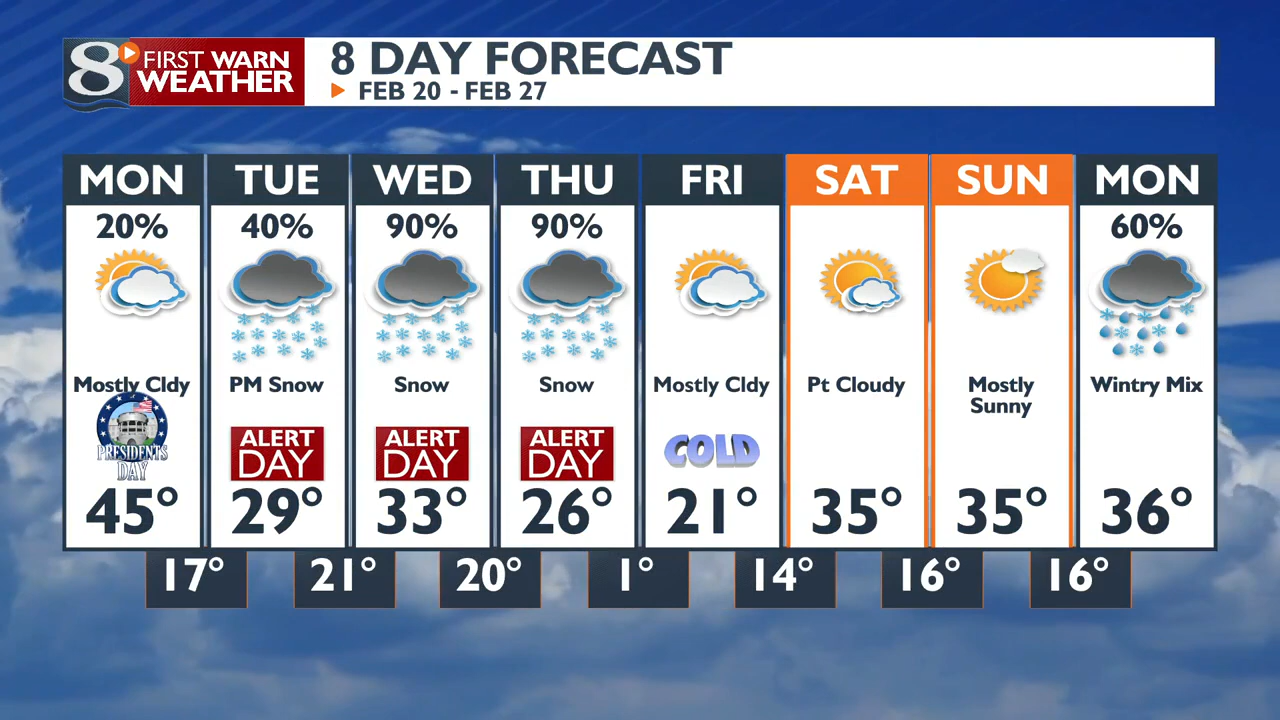 8 FIRST WARN
WEATHER
8 DAY FORECAST
FEB 20 - FEB 27
MON
20%
Mostly Cldy
PRESIDENTS
DAY
45°
TUE
40%
PM Snow
ALERT
DAY
29°
WED
90%
Snow
ALERT
DAY
33°
THU
90%
Snow
ALERT
DAY
26°
FRI
Mostly Cldy
COLD
21°
SAT
Pt Cloudy
35°
SUN
Mostly
Sunny
35°
MON
60%
Wintry Mix
36°
17°
21°
20°
1°
14°
16°
16°